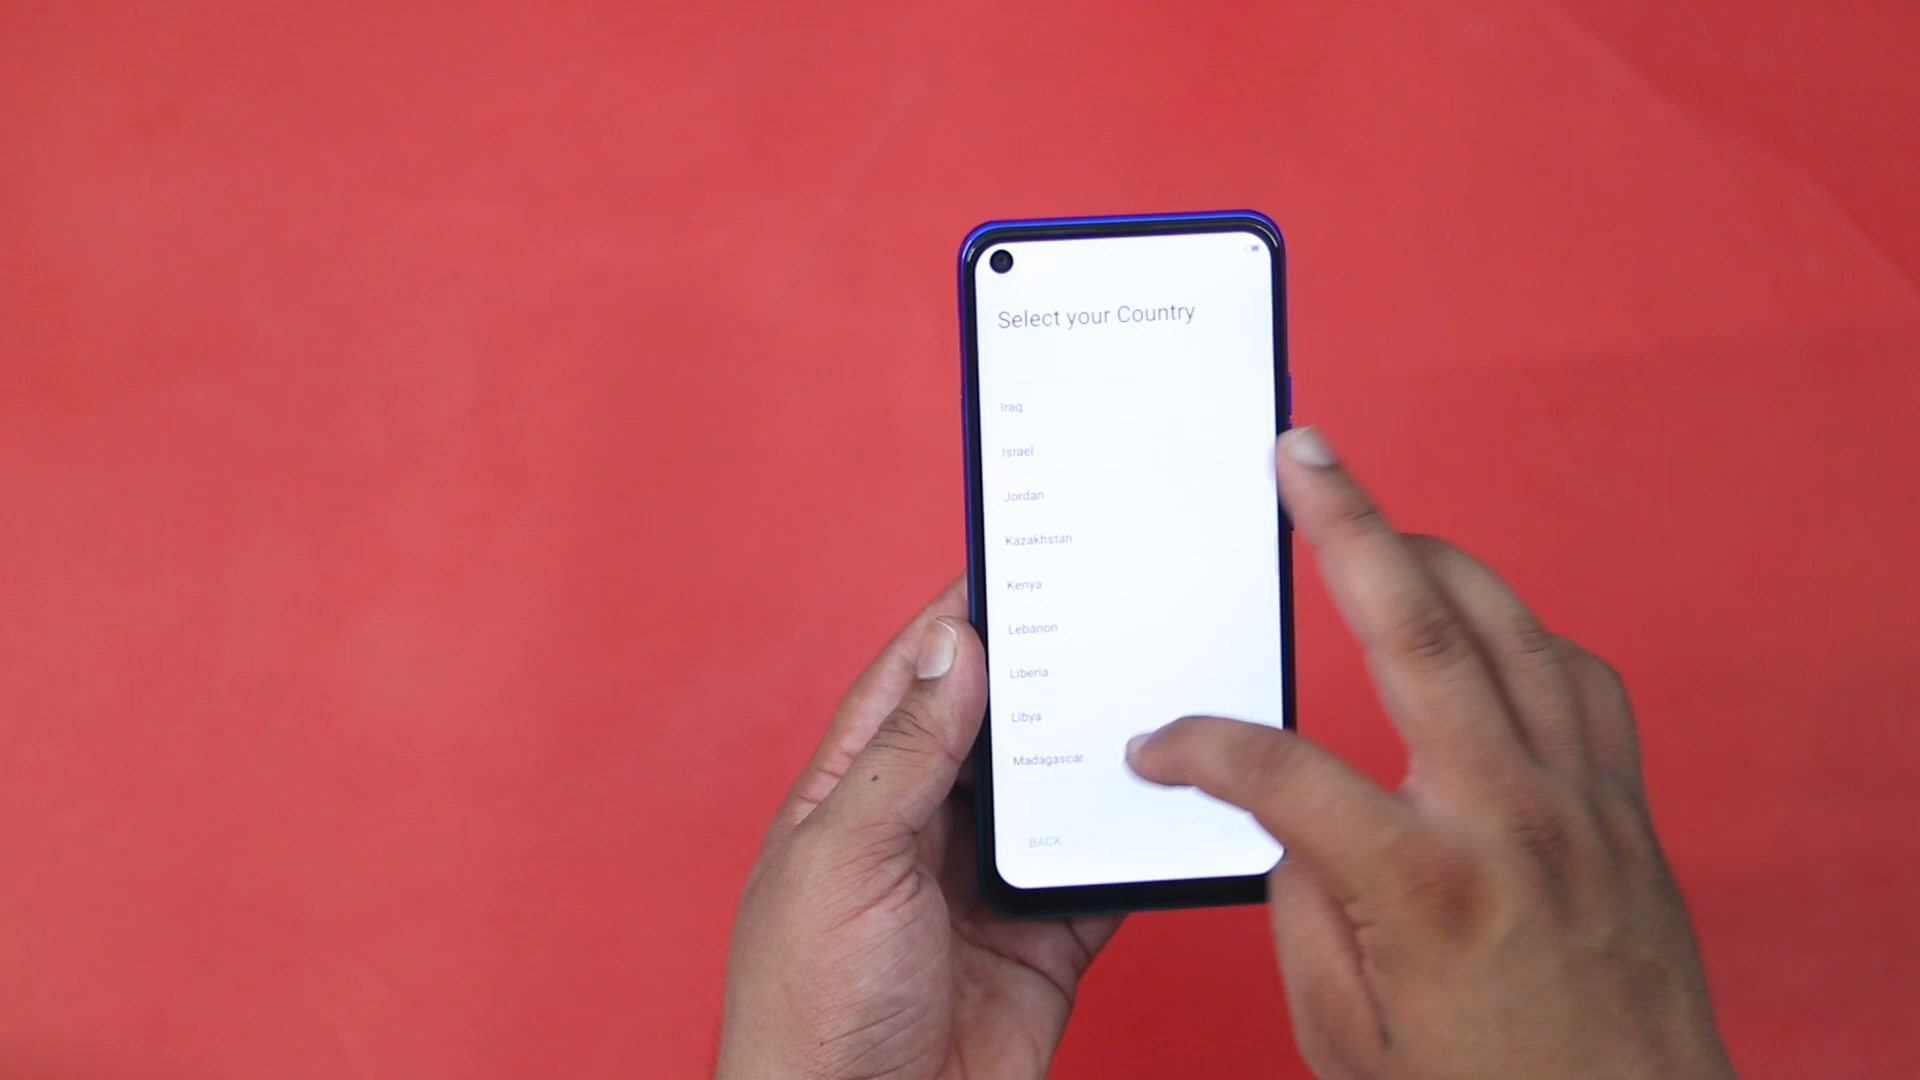 Select your Country
Iraq
Israel
Jordan
Kazakhstan
Kenya
Lebanon
Liberia
Libya
Madagascar
BACK